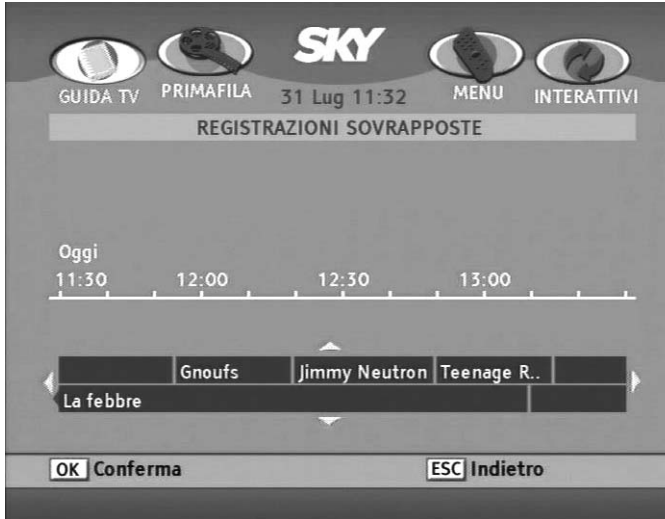 SKY
GUIDA TV PRIMAFILA 31 Lug 11:32 MENU INTERATTIVI
REGISTRAZIONI SOVRAPPOSTE
Oggi
11:30 12:00 12:30 13:00
Gnoufs Jimmy Neutron Teenage R..
La febbre
OK Conferma ESC Indietro